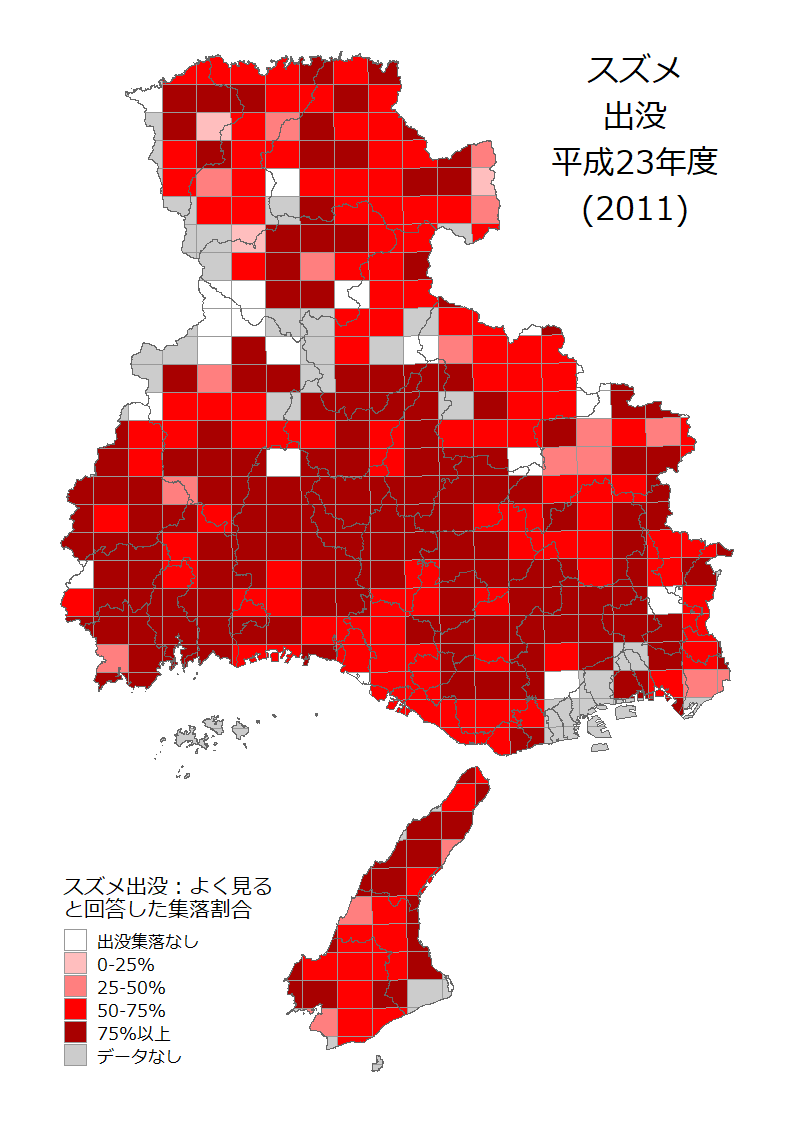 スズメ
出没
平成23年度
(2011)
スズメ出没：よく見る
と回答した集落割合
出没集落なし
0-25%
25-50%
50-75%
75%以上
データなし